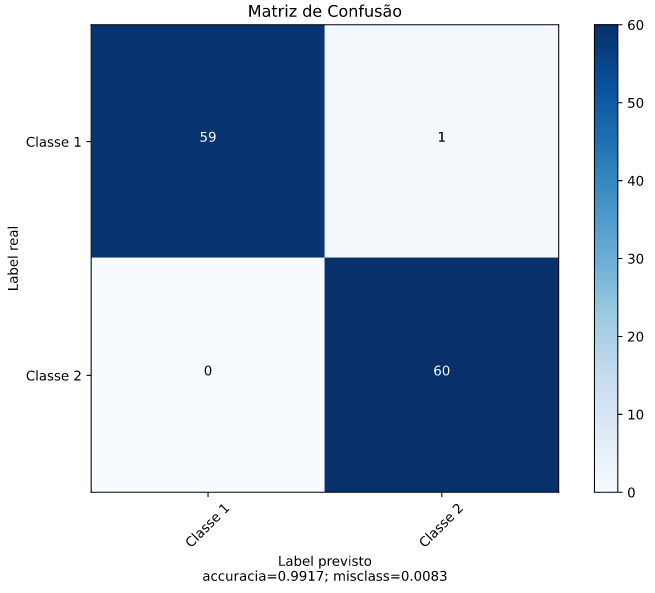 Matriz de Confusão
60
50
40
30
20
10
0
Label real
Classe 1
59
1
Classe 2
0
60
Classe 1
Classe 2
Label previsto
accuracia=0.9917; misclass=0.0083